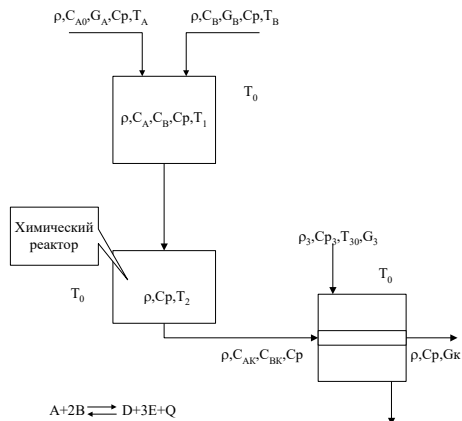 ρ,C_A0,G_A,Cp,T_A
ρ,C_B,G_B,Cp,T_B
T_0
ρ,C_A,C_B,Cp,T_1
Химический
реактор
ρ_3,Cp_3,T_30,G_3
T_0
T_0
ρ,Cp,T_2
ρ,C_AK,C_BK,Cp
ρ,Cp,Gк
A+2B ⇄ D+3E+Q